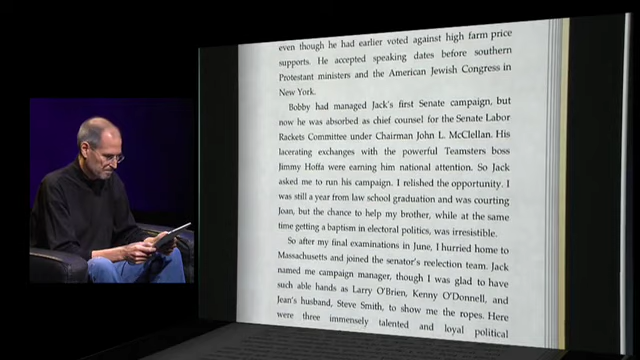 even though he had earlier voted against high farm price
supports. He accepted speaking dates before southern
Protestant ministers and the American Jewish Congress in
New York.
Bobby had managed Jack's first Senate campaign, but
now he was absorbed as chief counsel for the Senate Labor
Rackets Committee under Chairman John L. McClellan. His
lacerating exchanges with the powerful Teamsters boss
Jimmy Hoffa were earning him national attention. So Jack
asked me to run his campaign. I relished the opportunity. I
was still a year from law school graduation and was courting
Joan, but the chance to help my brother, while at the same
time getting a baptism in electoral politics, was irresistible.
So after my final examinations in June, I hurried home to
Massachusetts and joined the senator's reelection team. Jack
named me campaign manager, though I was glad to have
such able hands as Larry O'Brien, Kenny O'Donnell, and
Jean's husband, Steve Smith, to show me the ropes. Here
were three immensely talented and loyal political